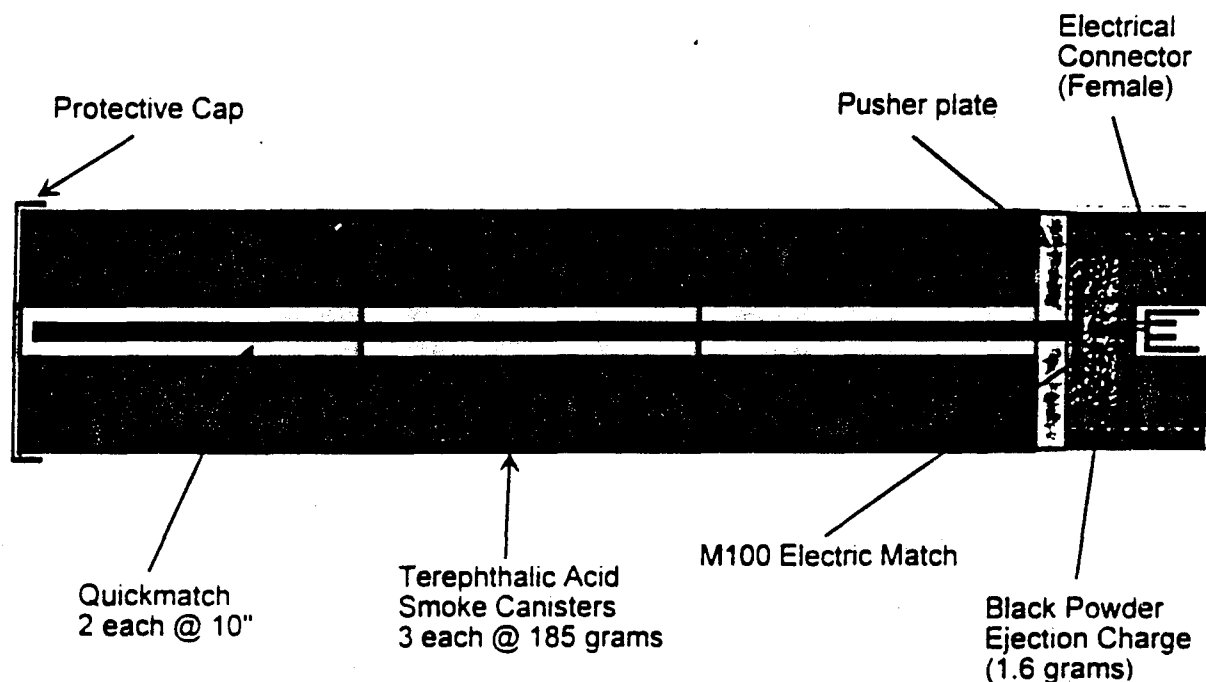 Electrical
Connector
(Female)
Protective Cap
Pusher plate
M100 Electric Match
Quickmatch
2 each @ 10"
Terephthalic Acid
Smoke Canisters
3 each @ 185 grams
Black Powder
Ejection Charge
(1.6 grams)